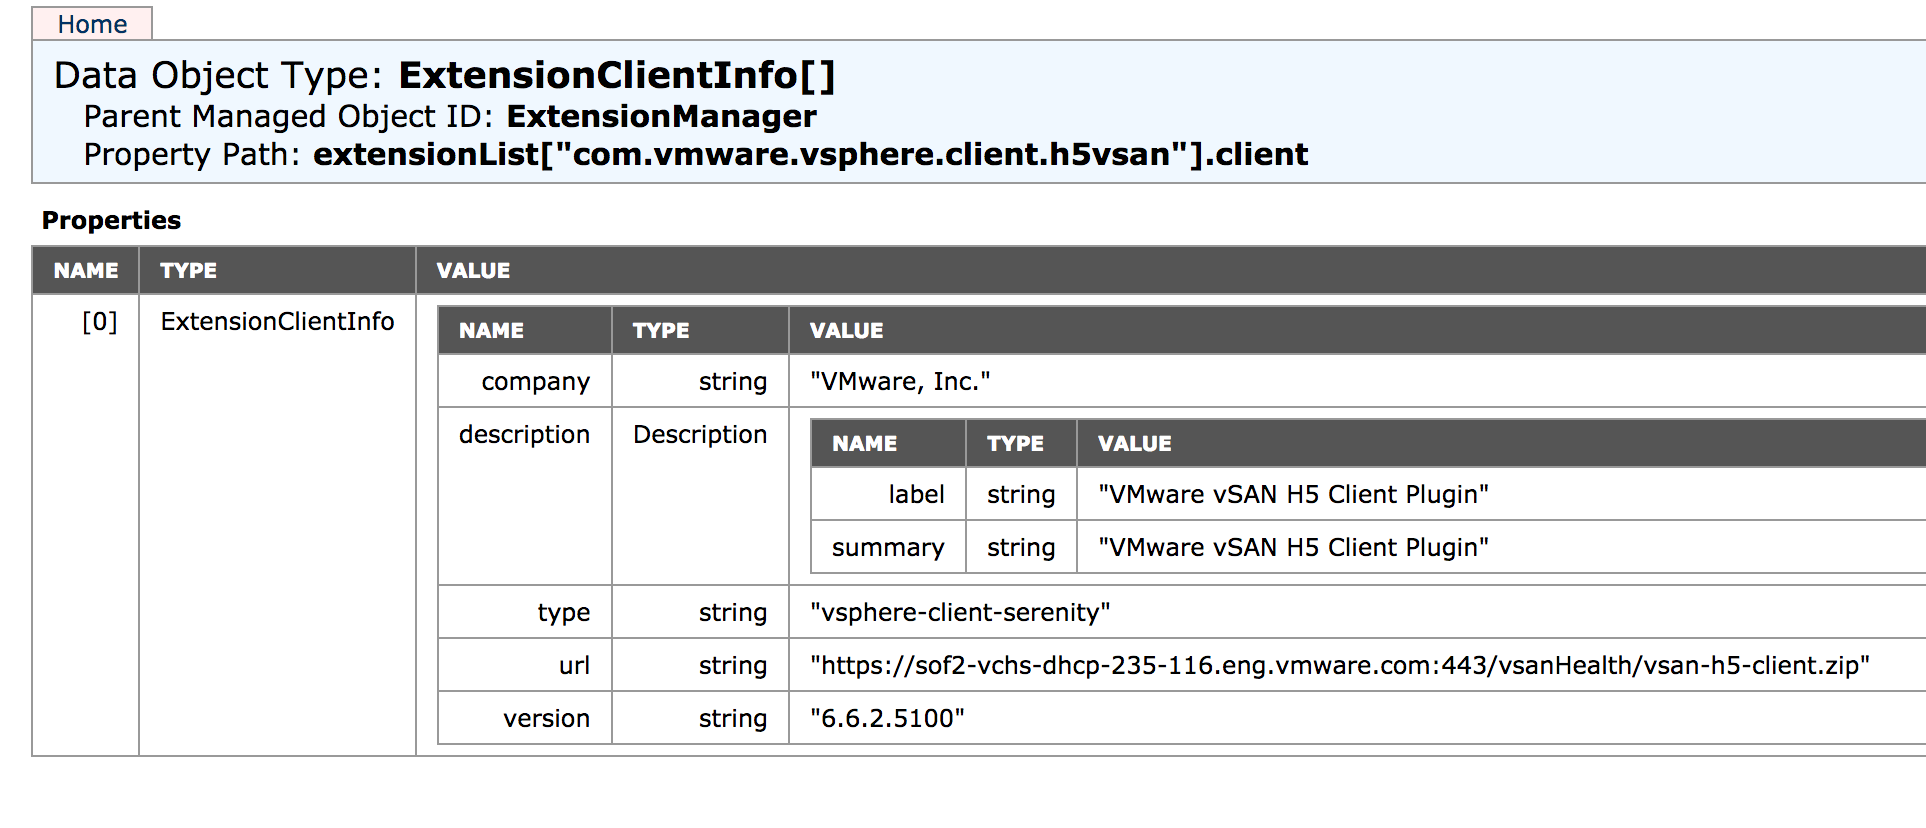 Home
Data Object Type: ExtensionClientInfo[]
Parent Managed Object ID: ExtensionManager
Property Path: extensionList["com.vmware.vsphere.client.h5vsan"].client
Properties
NAME TYPE VALUE
[0] ExtensionClientInfo
NAME TYPE VALUE
company string "VMware, Inc."
description Description
NAME TYPE VALUE
label string "VMware vSAN H5 Client Plugin"
summary string "VMware vSAN H5 Client Plugin"
type string "vsphere-client-serenity"
url string "https://sof2-vchs-dhcp-235-116.eng.vmware.com:443/vsanHealth/vsan-h5-client.zip"
version string "6.6.2.5100"